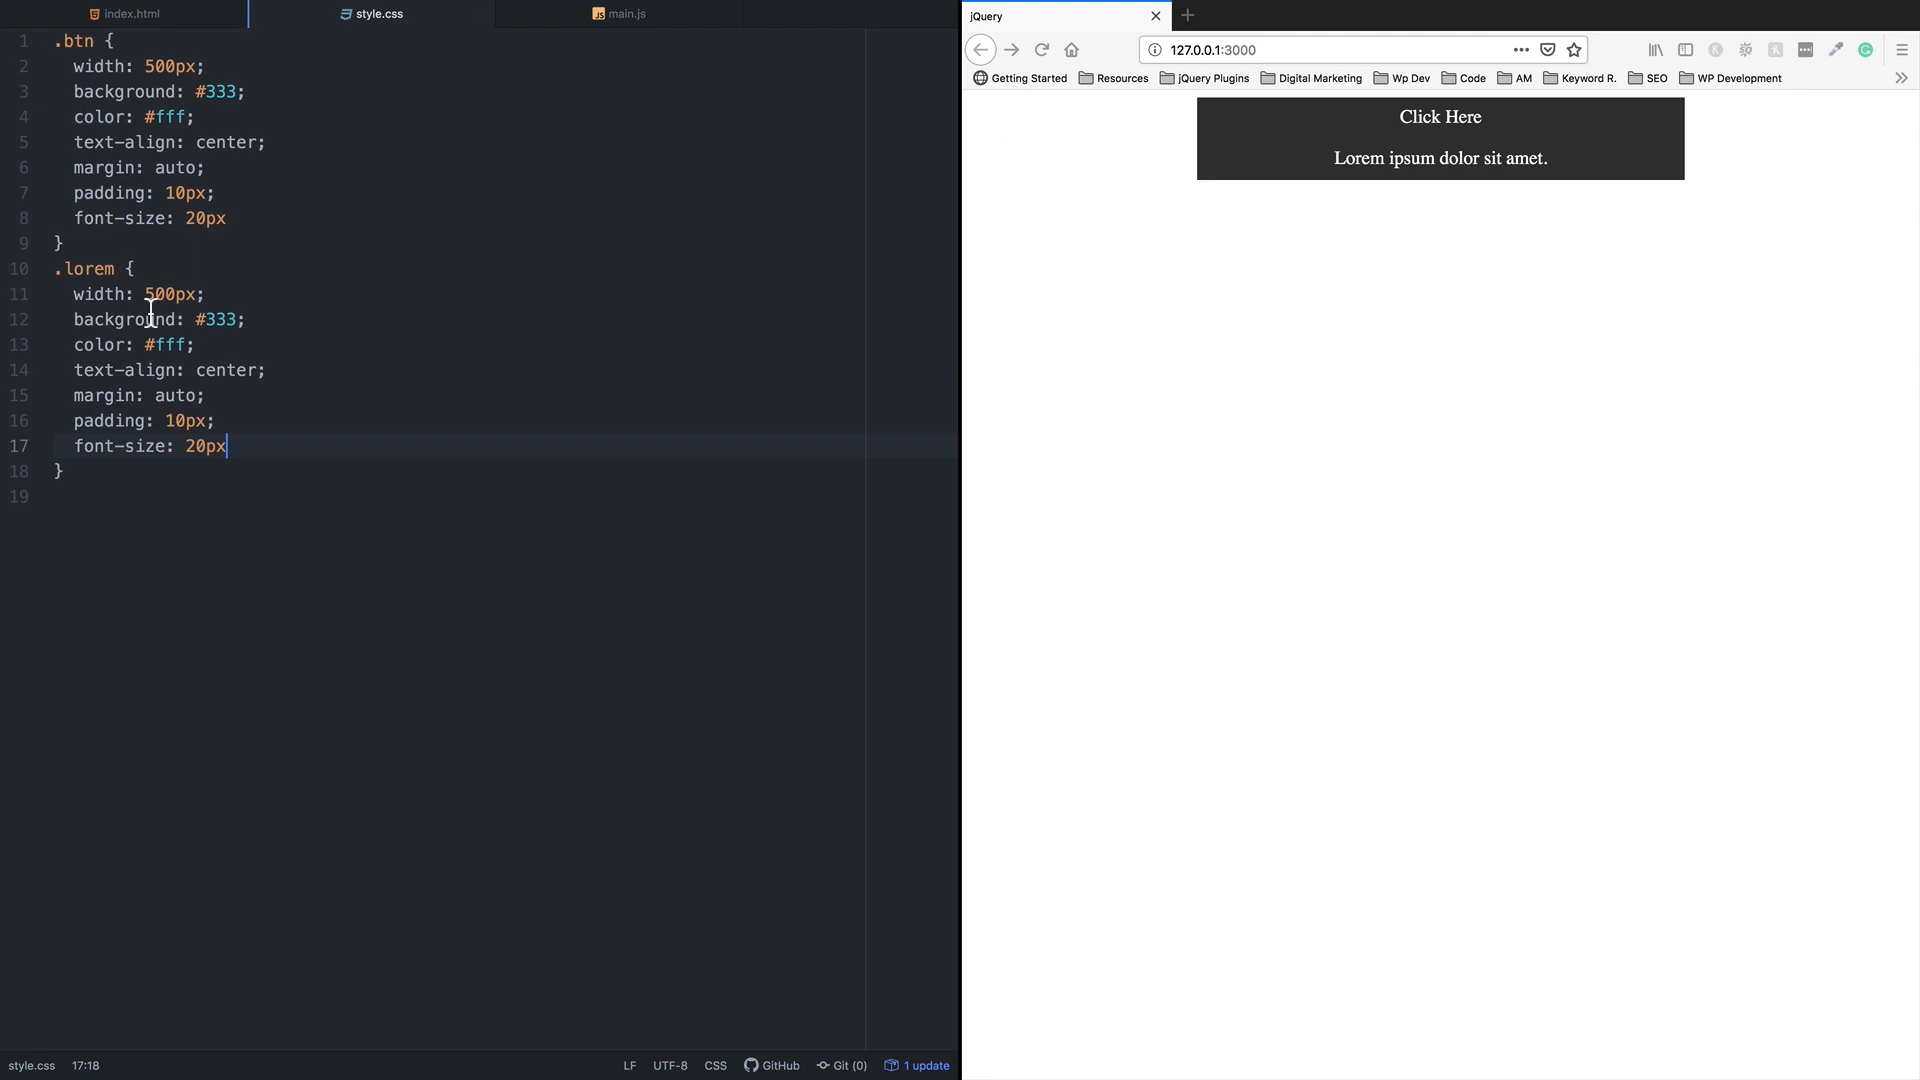 index.html
style.css
main.js
1 .btn {
2 width: 500px;
3 background: #333;
4 color: #fff;
5 text-align: center;
6 margin: auto;
7 padding: 10px;
8 font-size: 20px
9 }
10 .lorem {
11 width: 500px;
12 background: #333;
13 color: #fff;
14 text-align: center;
15 margin: auto;
16 padding: 10px;
17 font-size: 20px
18 }
19
style.css 17:18 LF UTF-8 CSS GitHub Git (0) 1 update
jQuery
127.0.0.1:3000
Getting Started Resources jQuery Plugins Digital Marketing Wp Dev Code AM Keyword R. SEO WP Development
Click Here
Lorem ipsum dolor sit amet.